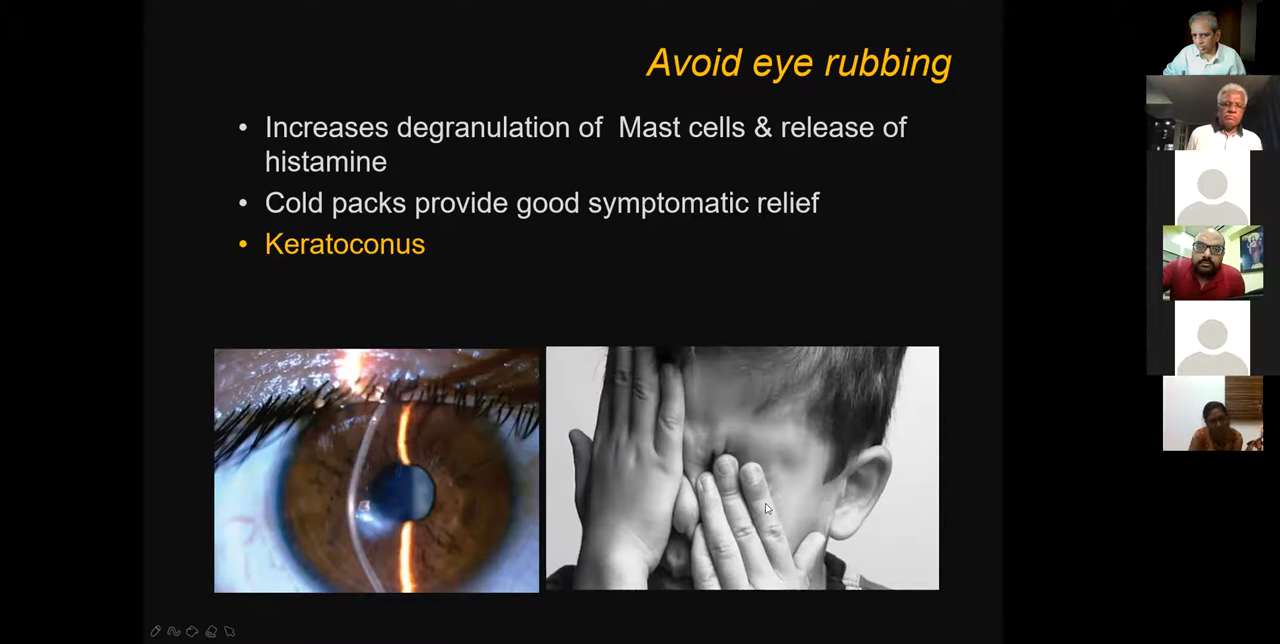 Avoid eye rubbing
• Increases degranulation of Mast cells & release of
histamine
• Cold packs provide good symptomatic relief
• Keratoconus